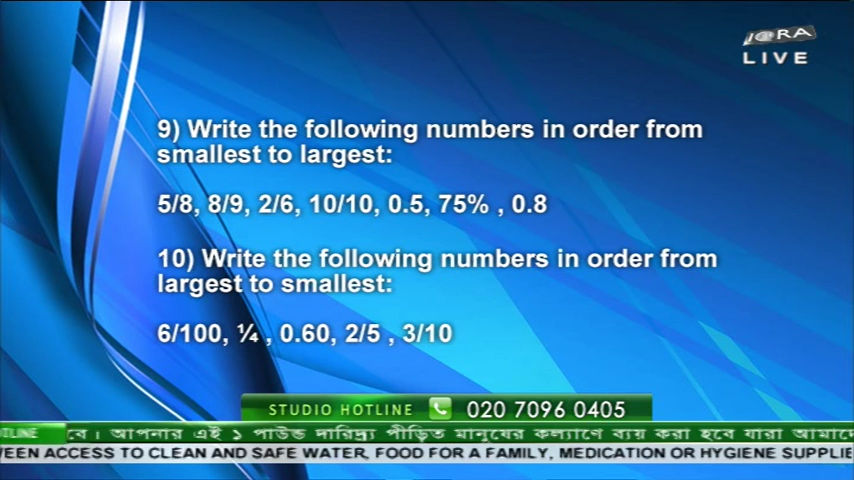 IQRA
LIVE
9) Write the following numbers in order from
smallest to largest:
5/8, 8/9, 2/6, 10/10, 0.5, 75% , 0.8
10) Write the following numbers in order from
largest to smallest:
6/100, ¼ , 0.60, 2/5 , 3/10
STUDIO HOTLINE 020 7096 0405
বে। আপনার এই ১ পাউন্ড দারিদ্র্য পীড়িত মানুষের কল্যাণে ব্যয় করা হবে যারা
EEN ACCESS TO CLEAN AND SAFE WATER, FOOD FOR A FAMILY, MEDICATION OR HYGIENE SUPPLIE